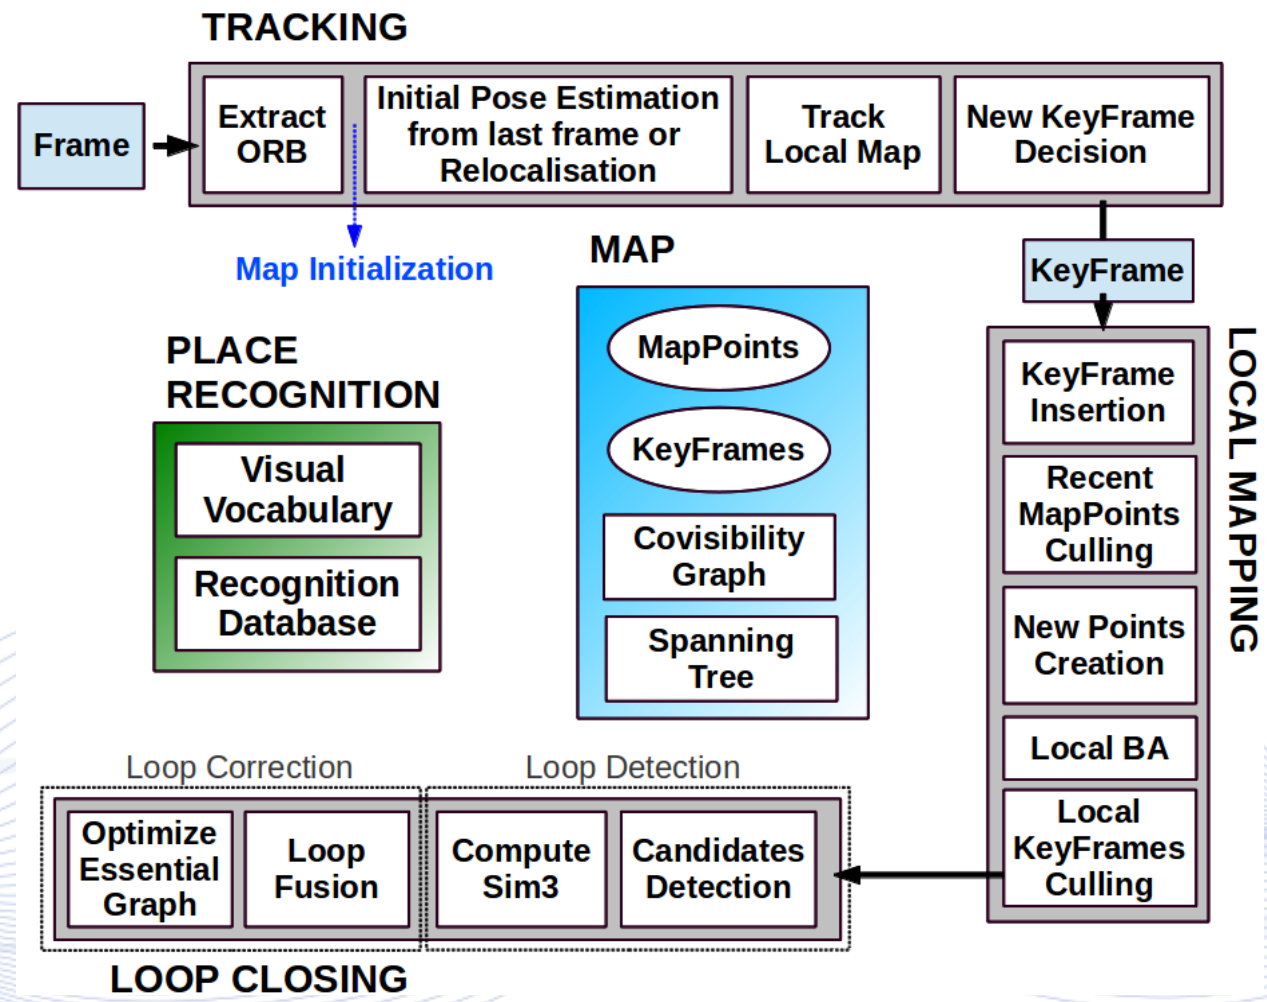 TRACKING
Frame
Extract
ORB
Initial Pose Estimation
from last frame or
Relocalisation
Track
Local Map
New KeyFrame
Decision
Map Initialization
MAP
KeyFrame
PLACE
RECOGNITION
Visual
Vocabulary
Recognition
Database
MapPoints
KeyFrames
Covisibility
Graph
Spanning
Tree
LOCAL MAPPING
KeyFrame
Insertion
Recent
MapPoints
Culling
New Points
Creation
Local BA
Local
KeyFrames
Culling
Loop Correction
Loop Detection
Optimize
Essential
Graph
Loop
Fusion
Compute
Sim3
Candidates
Detection
LOOP CLOSING